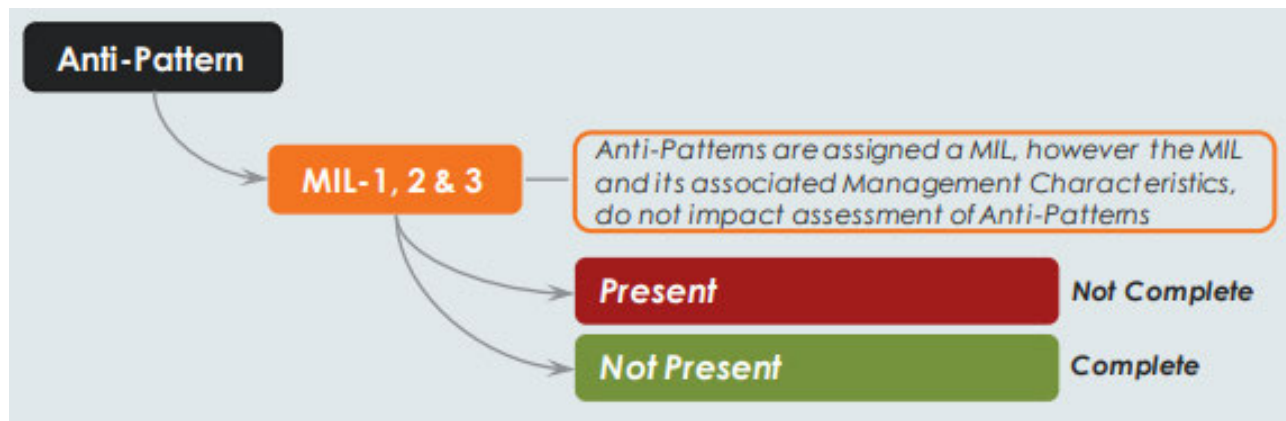 Anti-Pattern
MIL-1, 2 & 3
Anti-Patterns are assigned a MIL, however the MIL
and its associated Management Characteristics,
do not impact assessment of Anti-Patterns
Present
Not Complete
Not Present
Complete